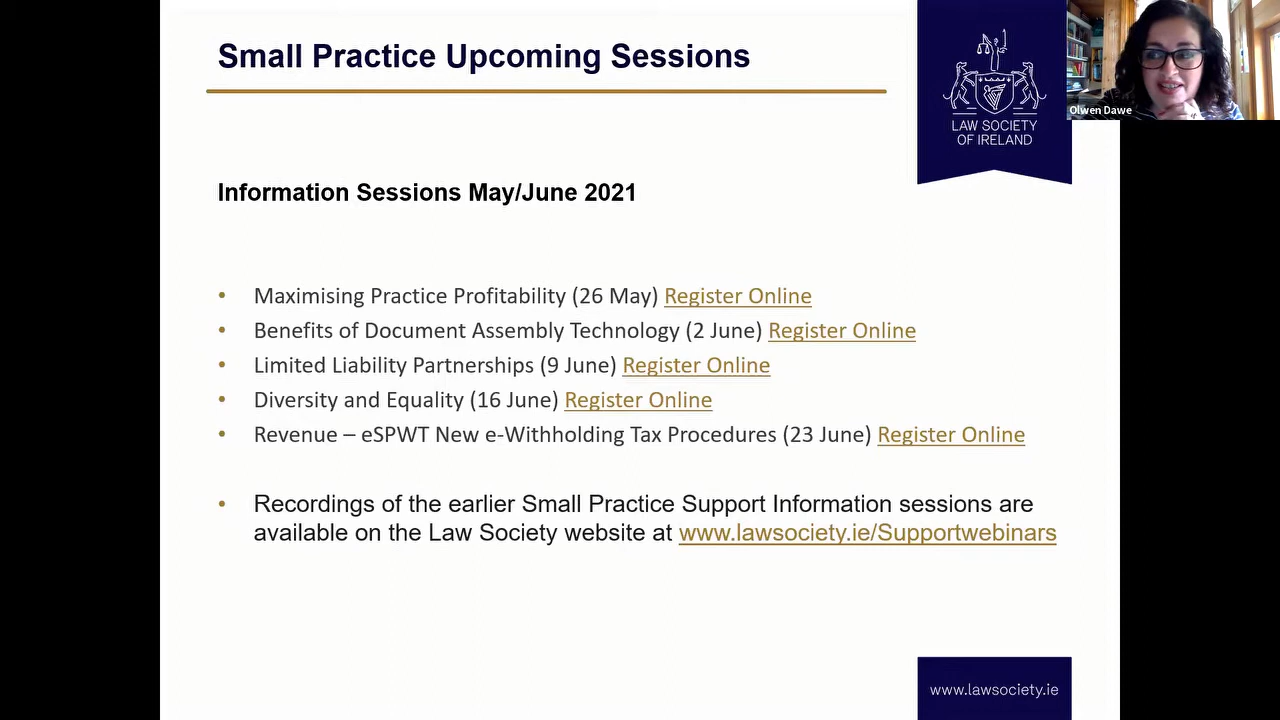 Small Practice Upcoming Sessions
LAW SOCIETY
OF IRELAND
Olwen Dawe
Information Sessions May/June 2021
• Maximising Practice Profitability (26 May) Register Online
• Benefits of Document Assembly Technology (2 June) Register Online
• Limited Liability Partnerships (9 June) Register Online
• Diversity and Equality (16 June) Register Online
• Revenue – eSPWT New e-Withholding Tax Procedures (23 June) Register Online
• Recordings of the earlier Small Practice Support Information sessions are
available on the Law Society website at www.lawsociety.ie/Supportwebinars
www.lawsociety.ie